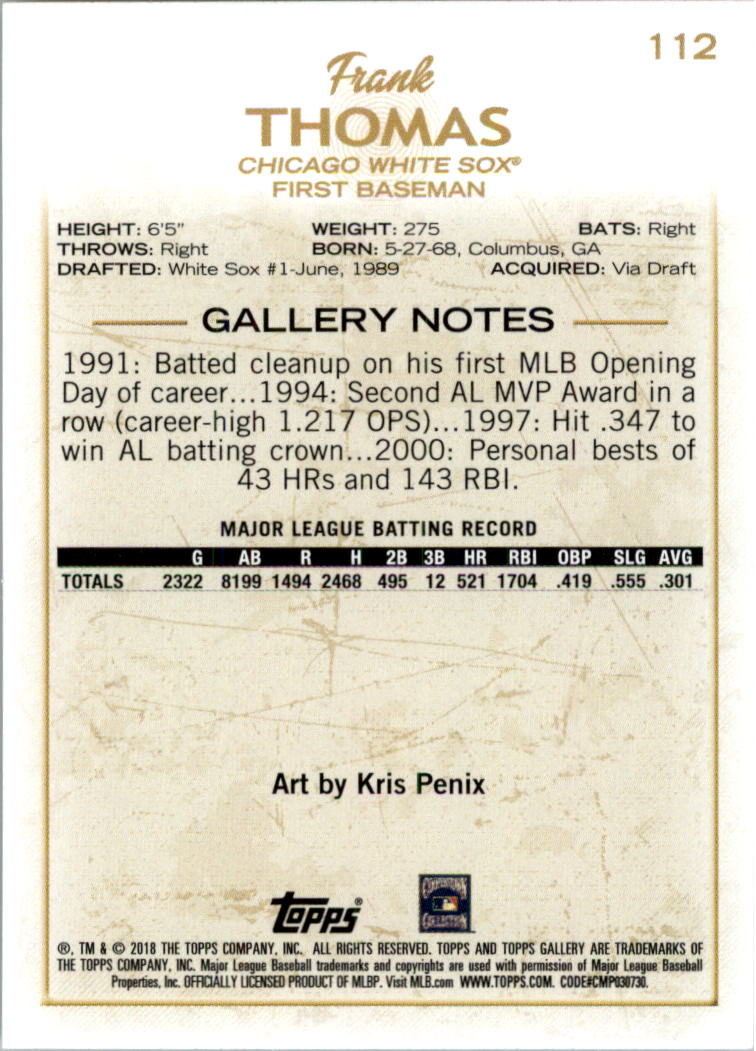 112
Frank
THOMAS
CHICAGO WHITE SOX®
FIRST BASEMAN
HEIGHT: 6'5" WEIGHT: 275 BATS: Right
THROWS: Right BORN: 5-27-68, Columbus, GA
DRAFTED: White Sox #1-June, 1989 ACQUIRED: Via Draft
GALLERY NOTES
1991: Batted cleanup on his first MLB Opening
Day of career...1994: Second AL MVP Award in a
row (career-high 1.217 OPS)...1997: Hit .347 to
win AL batting crown...2000: Personal bests of
43 HRs and 143 RBI.
MAJOR LEAGUE BATTING RECORD
G AB R H 2B 3B HR RBI OBP SLG AVG
TOTALS 2322 8199 1494 2468 495 12 521 1704 .419 .555 .301
Art by Kris Penix
topps®
COOPERSTOWN
COLLECTION
®, TM & © 2018 THE TOPPS COMPANY, INC. ALL RIGHTS RESERVED. TOPPS AND TOPPS GALLERY ARE TRADEMARKS OF
THE TOPPS COMPANY, INC. Major League Baseball trademarks and copyrights are used with permission of Major League Baseball
Properties, Inc. OFFICIALLY LICENSED PRODUCT OF MLBP. Visit MLB.com WWW.TOPPS.COM. CODE#CMP030730.